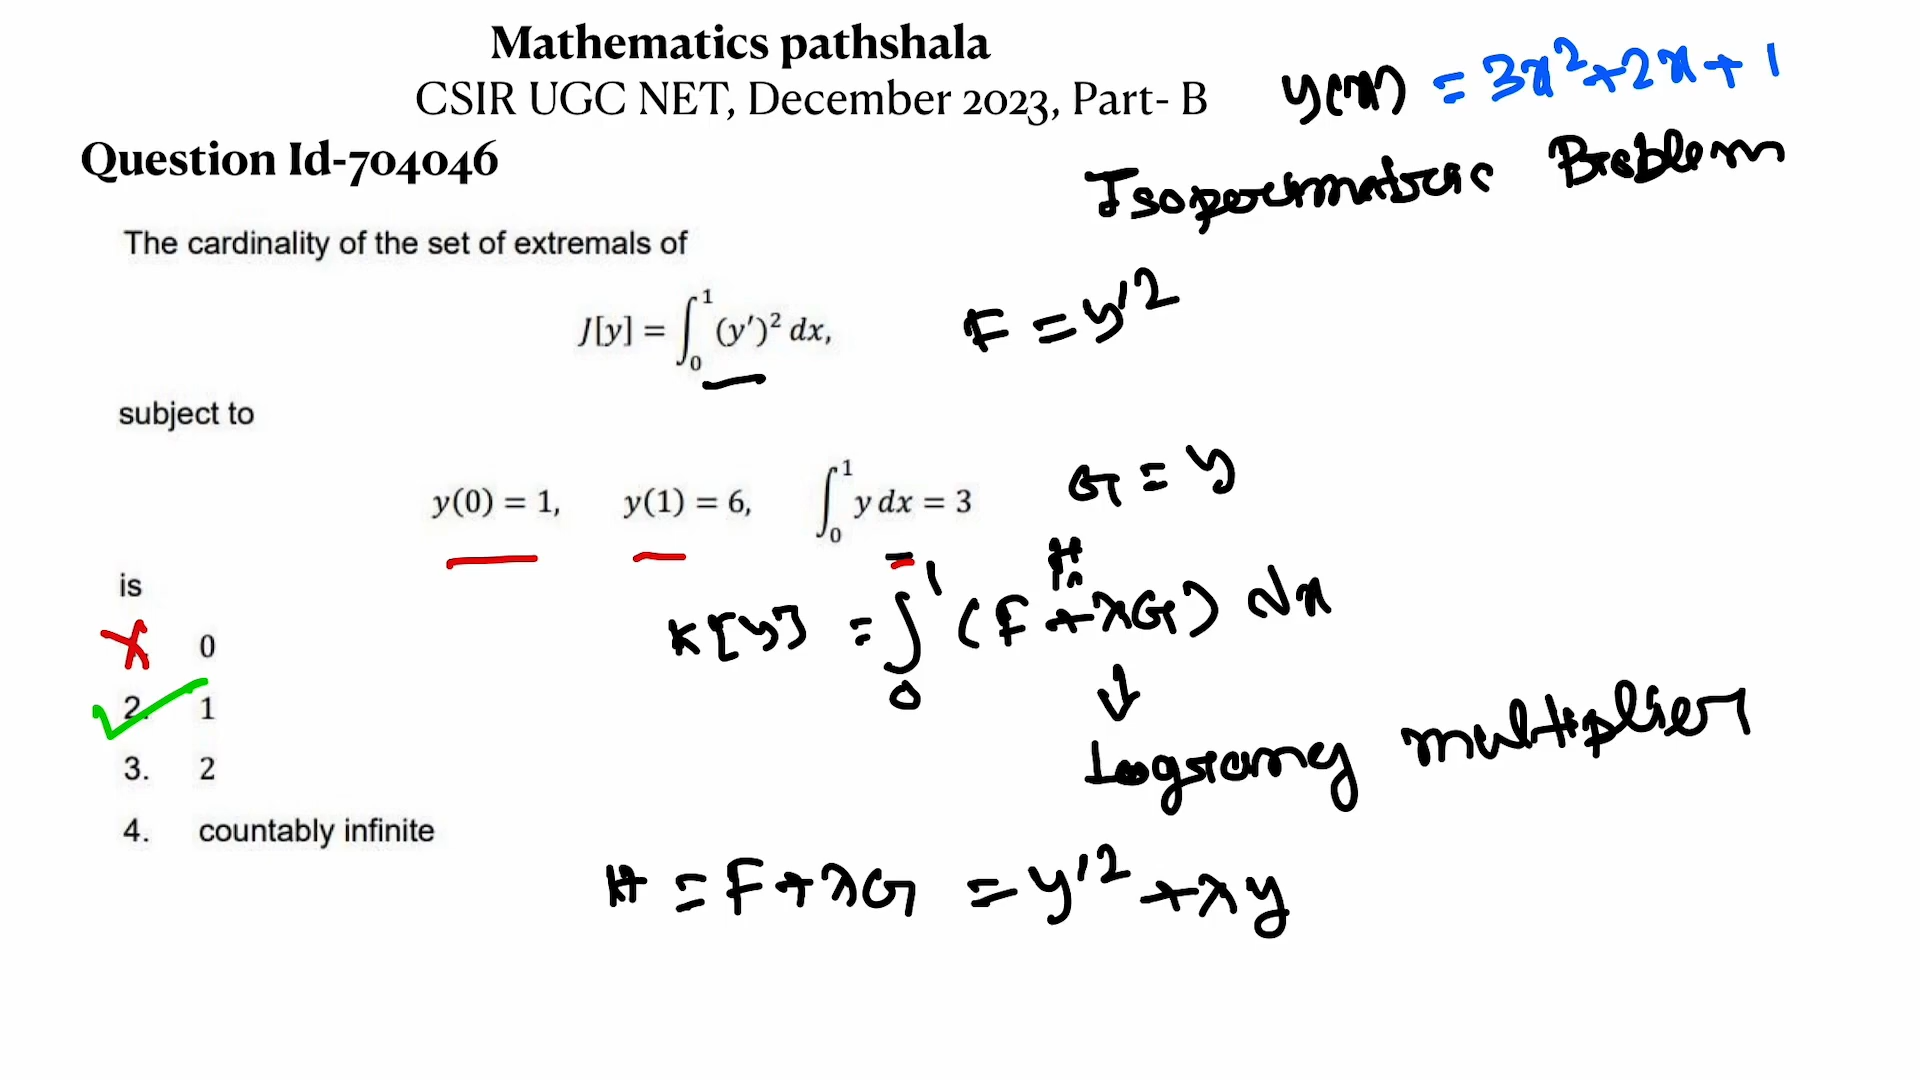 Mathematics pathshala
CSIR UGC NET, December 2023, Part- B
y(x) = 3x²+2x+1
Question Id-704046
Isoperimetric Problem
The cardinality of the set of extremals of
J[y] = ∫₀¹ (y′)² dx,
F = y'²
subject to
y(0) = 1, y(1) = 6, ∫₀¹ y dx = 3
G = y
is
H
K[y] = ∫₀¹ (F + λG) dx
0
2. 1
↓
Lagrang multiplier
3. 2
4. countably infinite
H = F + λG = y'² + λy